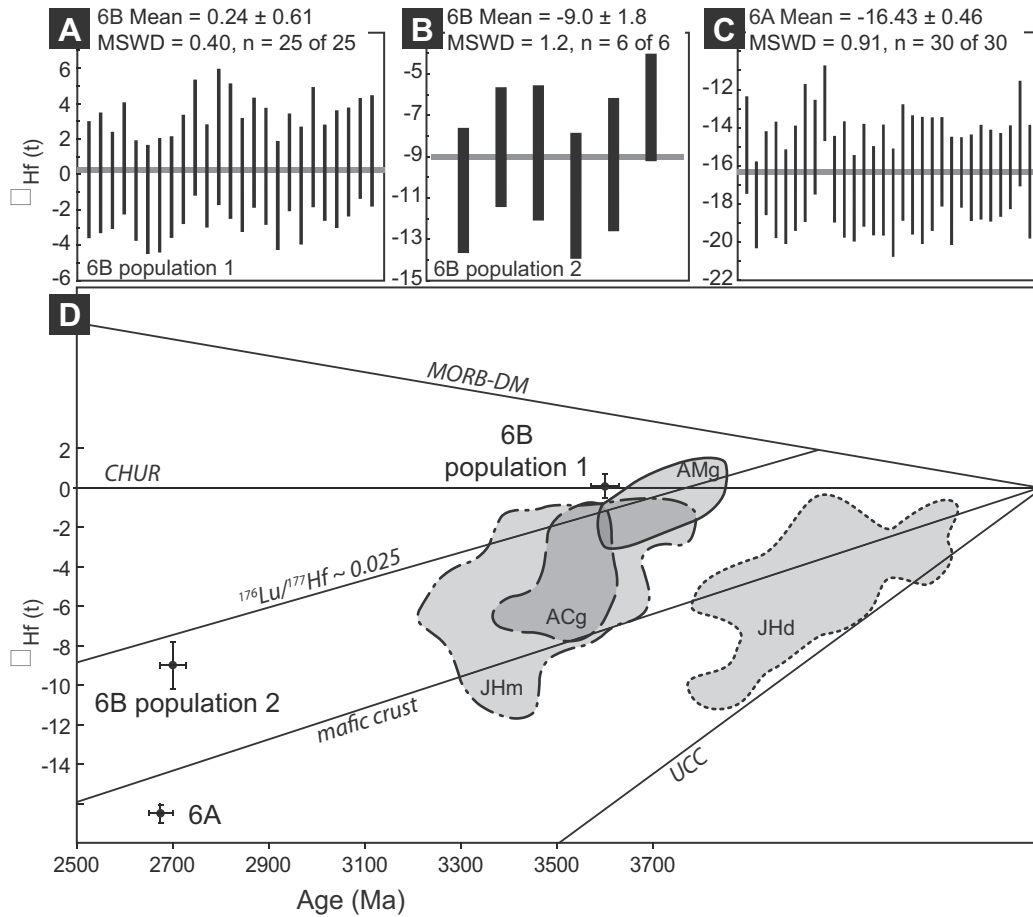 A
6B Mean = 0.24 ± 0.61
MSWD = 0.40, n = 25 of 25
6
4
2
0
-2
-4
-6
□Hf (t)
6B population 1
B
6B Mean = -9.0 ± 1.8
MSWD = 1.2, n = 6 of 6
-5
-7
-9
-11
-13
-15
6B population 2
C
6A Mean = -16.43 ± 0.46
MSWD = 0.91, n = 30 of 30
-12
-14
-16
-18
-20
-22
D
MORB-DM
6B
population 1
AMg
2
CHUR
0
-2
-4
-6
-8
-10
-14
□Hf (t)
¹⁷⁶Lu/¹⁷⁷Hf ~ 0.025
ACg
JHd
JHm
6B population 2
mafic crust
UCC
6A
2500
2700
2900
3100
3300
3500
3700
Age (Ma)